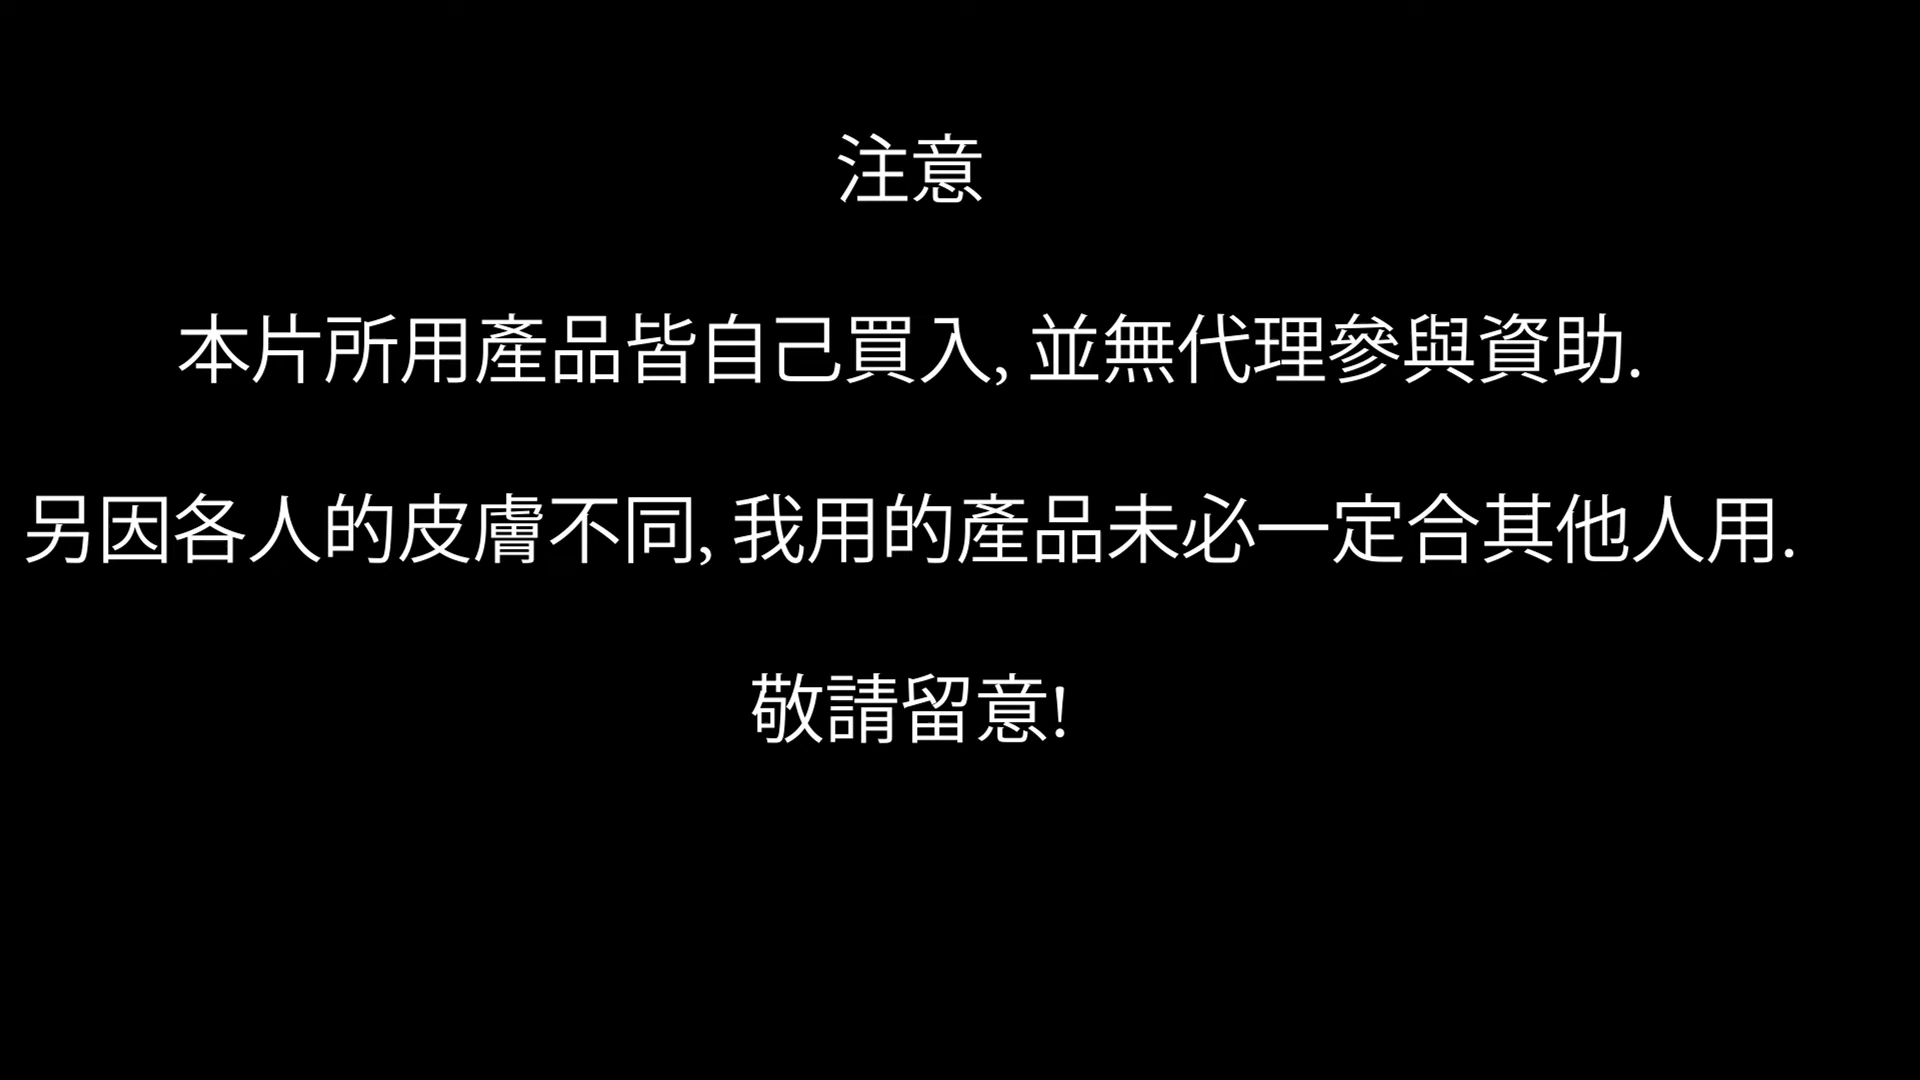 注意
本片所用產品皆自己買入, 並無代理參與資助.
另因各人的皮膚不同, 我用的產品未必一定合其他人用.
敬請留意!